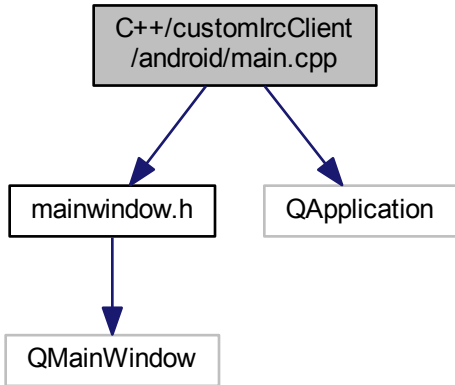 C++/customIrcClient
/android/main.cpp
mainwindow.h
QApplication
QMainWindow